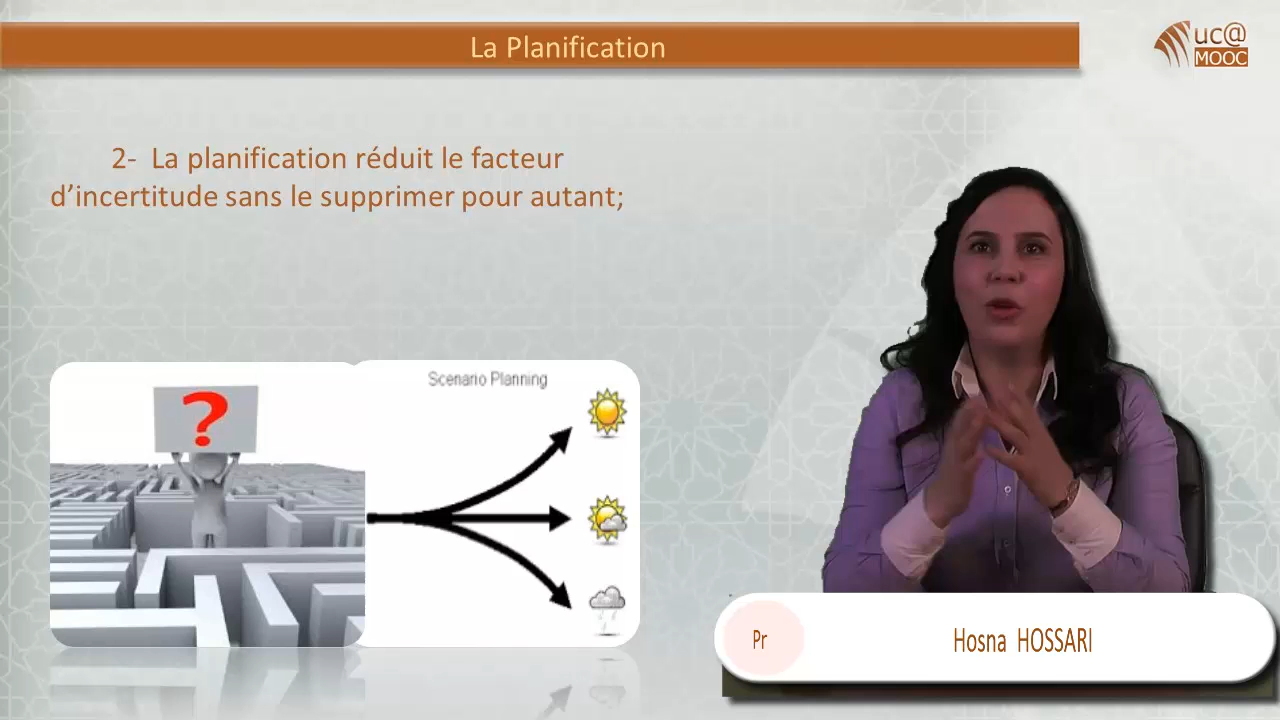 La Planification
uc@
MOOC
2- La planification réduit le facteur
d’incertitude sans le supprimer pour autant;
?
Scenario Planning
Pr
Hosna HOSSARI